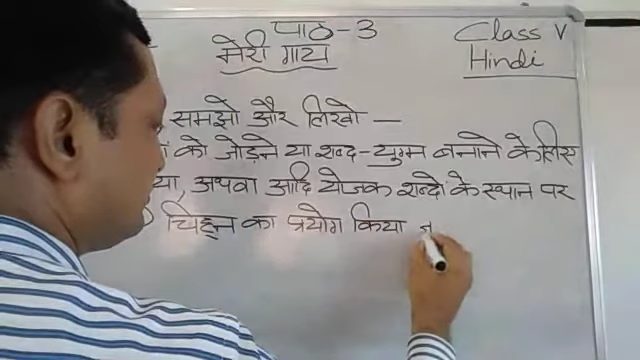 पाठ-3
मेरी गाय
Class V
Hindi
समझो और लिखो —
को जोड़ने या शब्द-युग्म बनाने के लिए
या, अथवा आदि योजक शब्दों के स्थान पर
चिह्न का प्रयोग किया